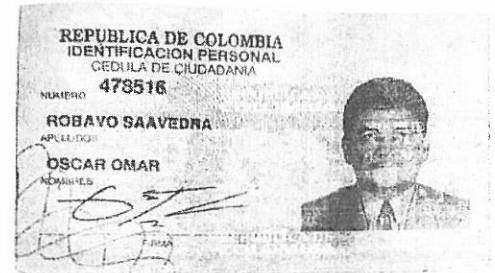 REPUBLICA DE COLOMBIA
IDENTIFICACION PERSONAL
CEDULA DE CIUDADANIA
NUMERO 478516
ROBAYO SAAVEDRA
APELLIDOS
OSCAR OMAR
NOMBRES
FIRMA